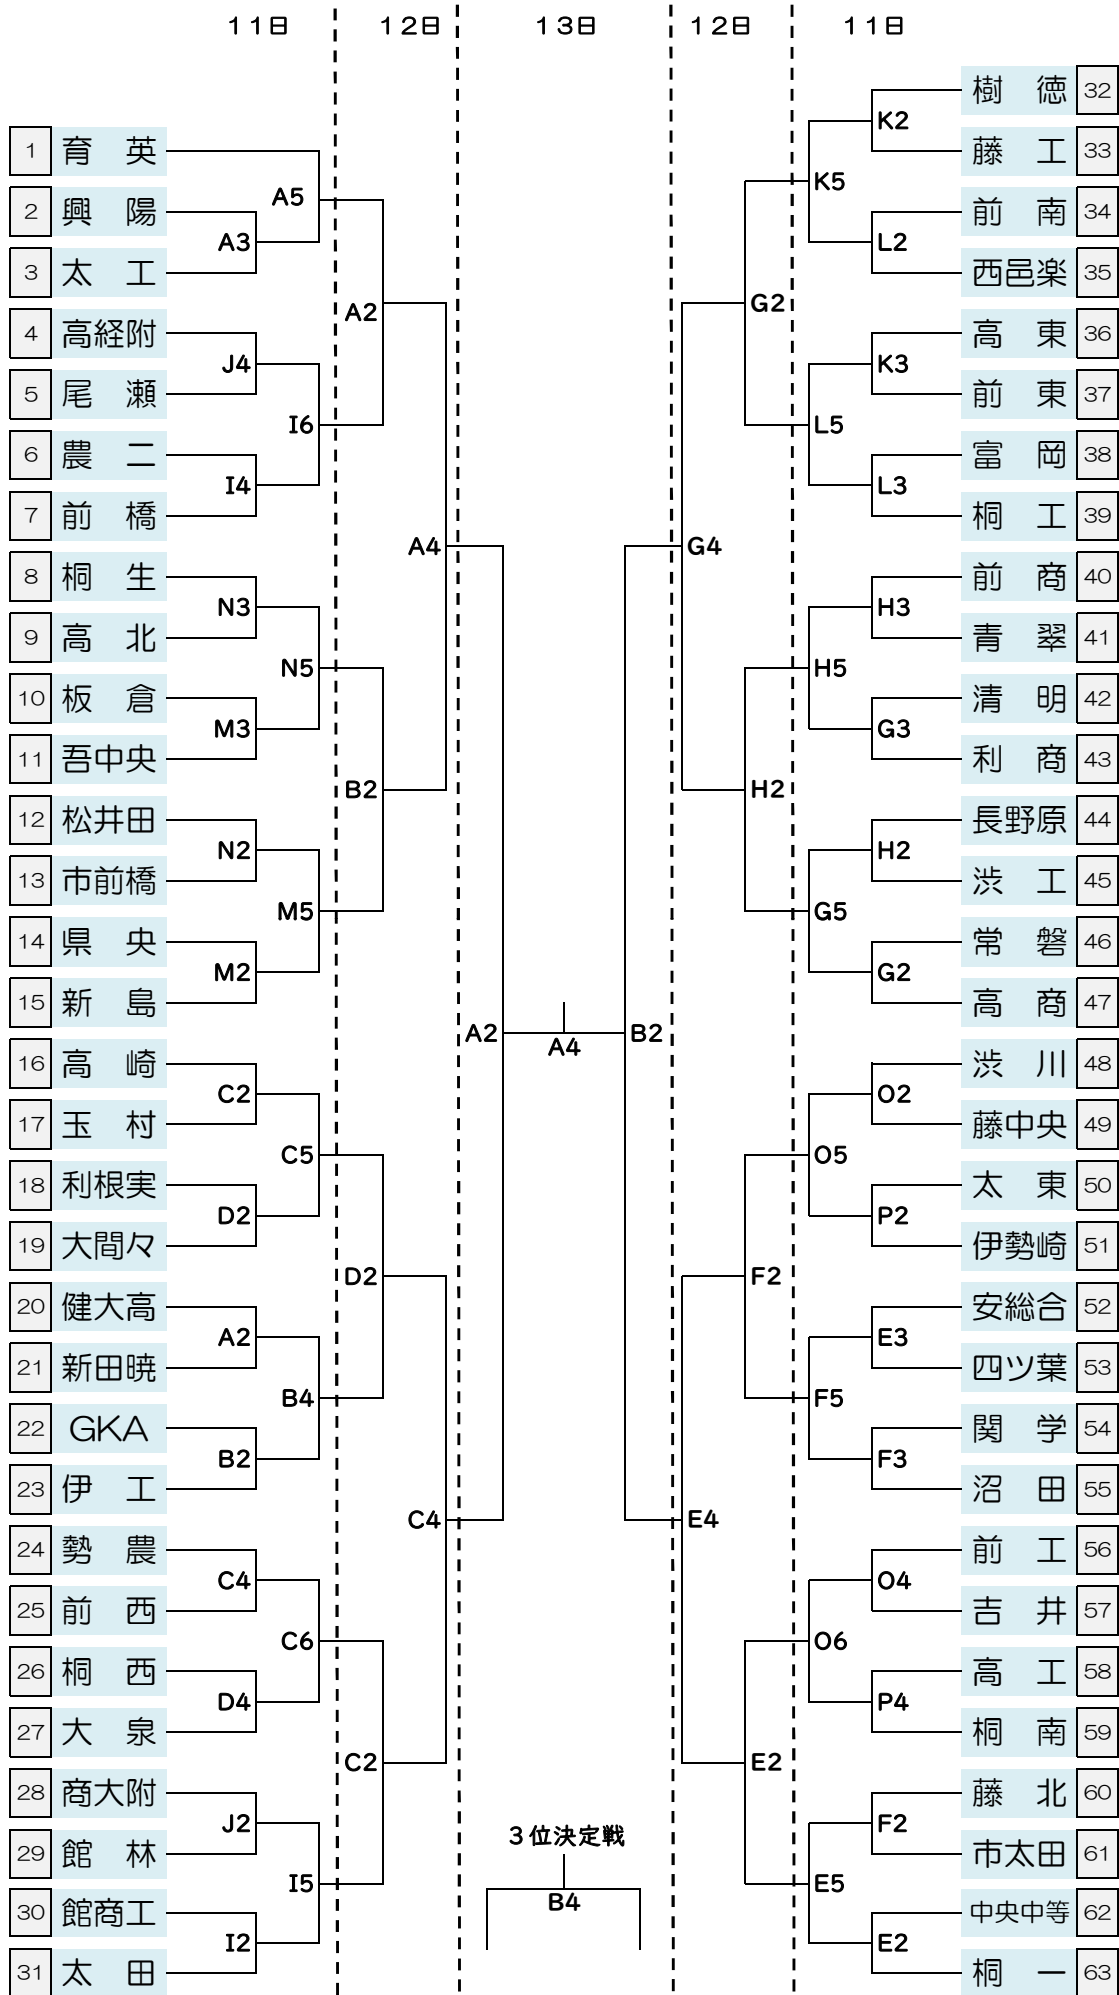 11日 12日 13日 12日 11日
1 育 英
2 興 陽
3 太 工
4 高経附
5 尾 瀬
6 農 二
7 前 橋
8 桐 生
9 高 北
10 板 倉
11 吾中央
12 松井田
13 市前橋
14 県 央
15 新 島
16 高 崎
17 玉 村
18 利根実
19 大間々
20 健大高
21 新田暁
22 GKA
23 伊 工
24 勢 農
25 前 西
26 桐 西
27 大 泉
28 商大附
29 館 林
30 館商工
31 太 田
A5
A3
J4
I6
I4
N3
N5
M3
N2
M5
M2
C2
C5
D2
A2
B4
B2
C4
C6
D4
J2
I5
I2
A2
B2
D2
C2
A4
C4
A2
A4
B2
3位決定戦
B4
G4
E4
G2
H2
F2
E2
K5
L5
H5
G5
O5
F5
O6
E5
K2
L2
K3
L3
H3
G3
H2
G2
O2
P2
E3
F3
O4
P4
F2
E2
樹 徳 32
藤 工 33
前 南 34
西邑楽 35
高 東 36
前 東 37
富 岡 38
桐 工 39
前 商 40
青 翠 41
清 明 42
利 商 43
長野原 44
渋 工 45
常 磐 46
高 商 47
渋 川 48
藤中央 49
太 東 50
伊勢崎 51
安総合 52
四ツ葉 53
関 学 54
沼 田 55
前 工 56
吉 井 57
高 工 58
桐 南 59
藤 北 60
市太田 61
中央中等 62
桐 一 63